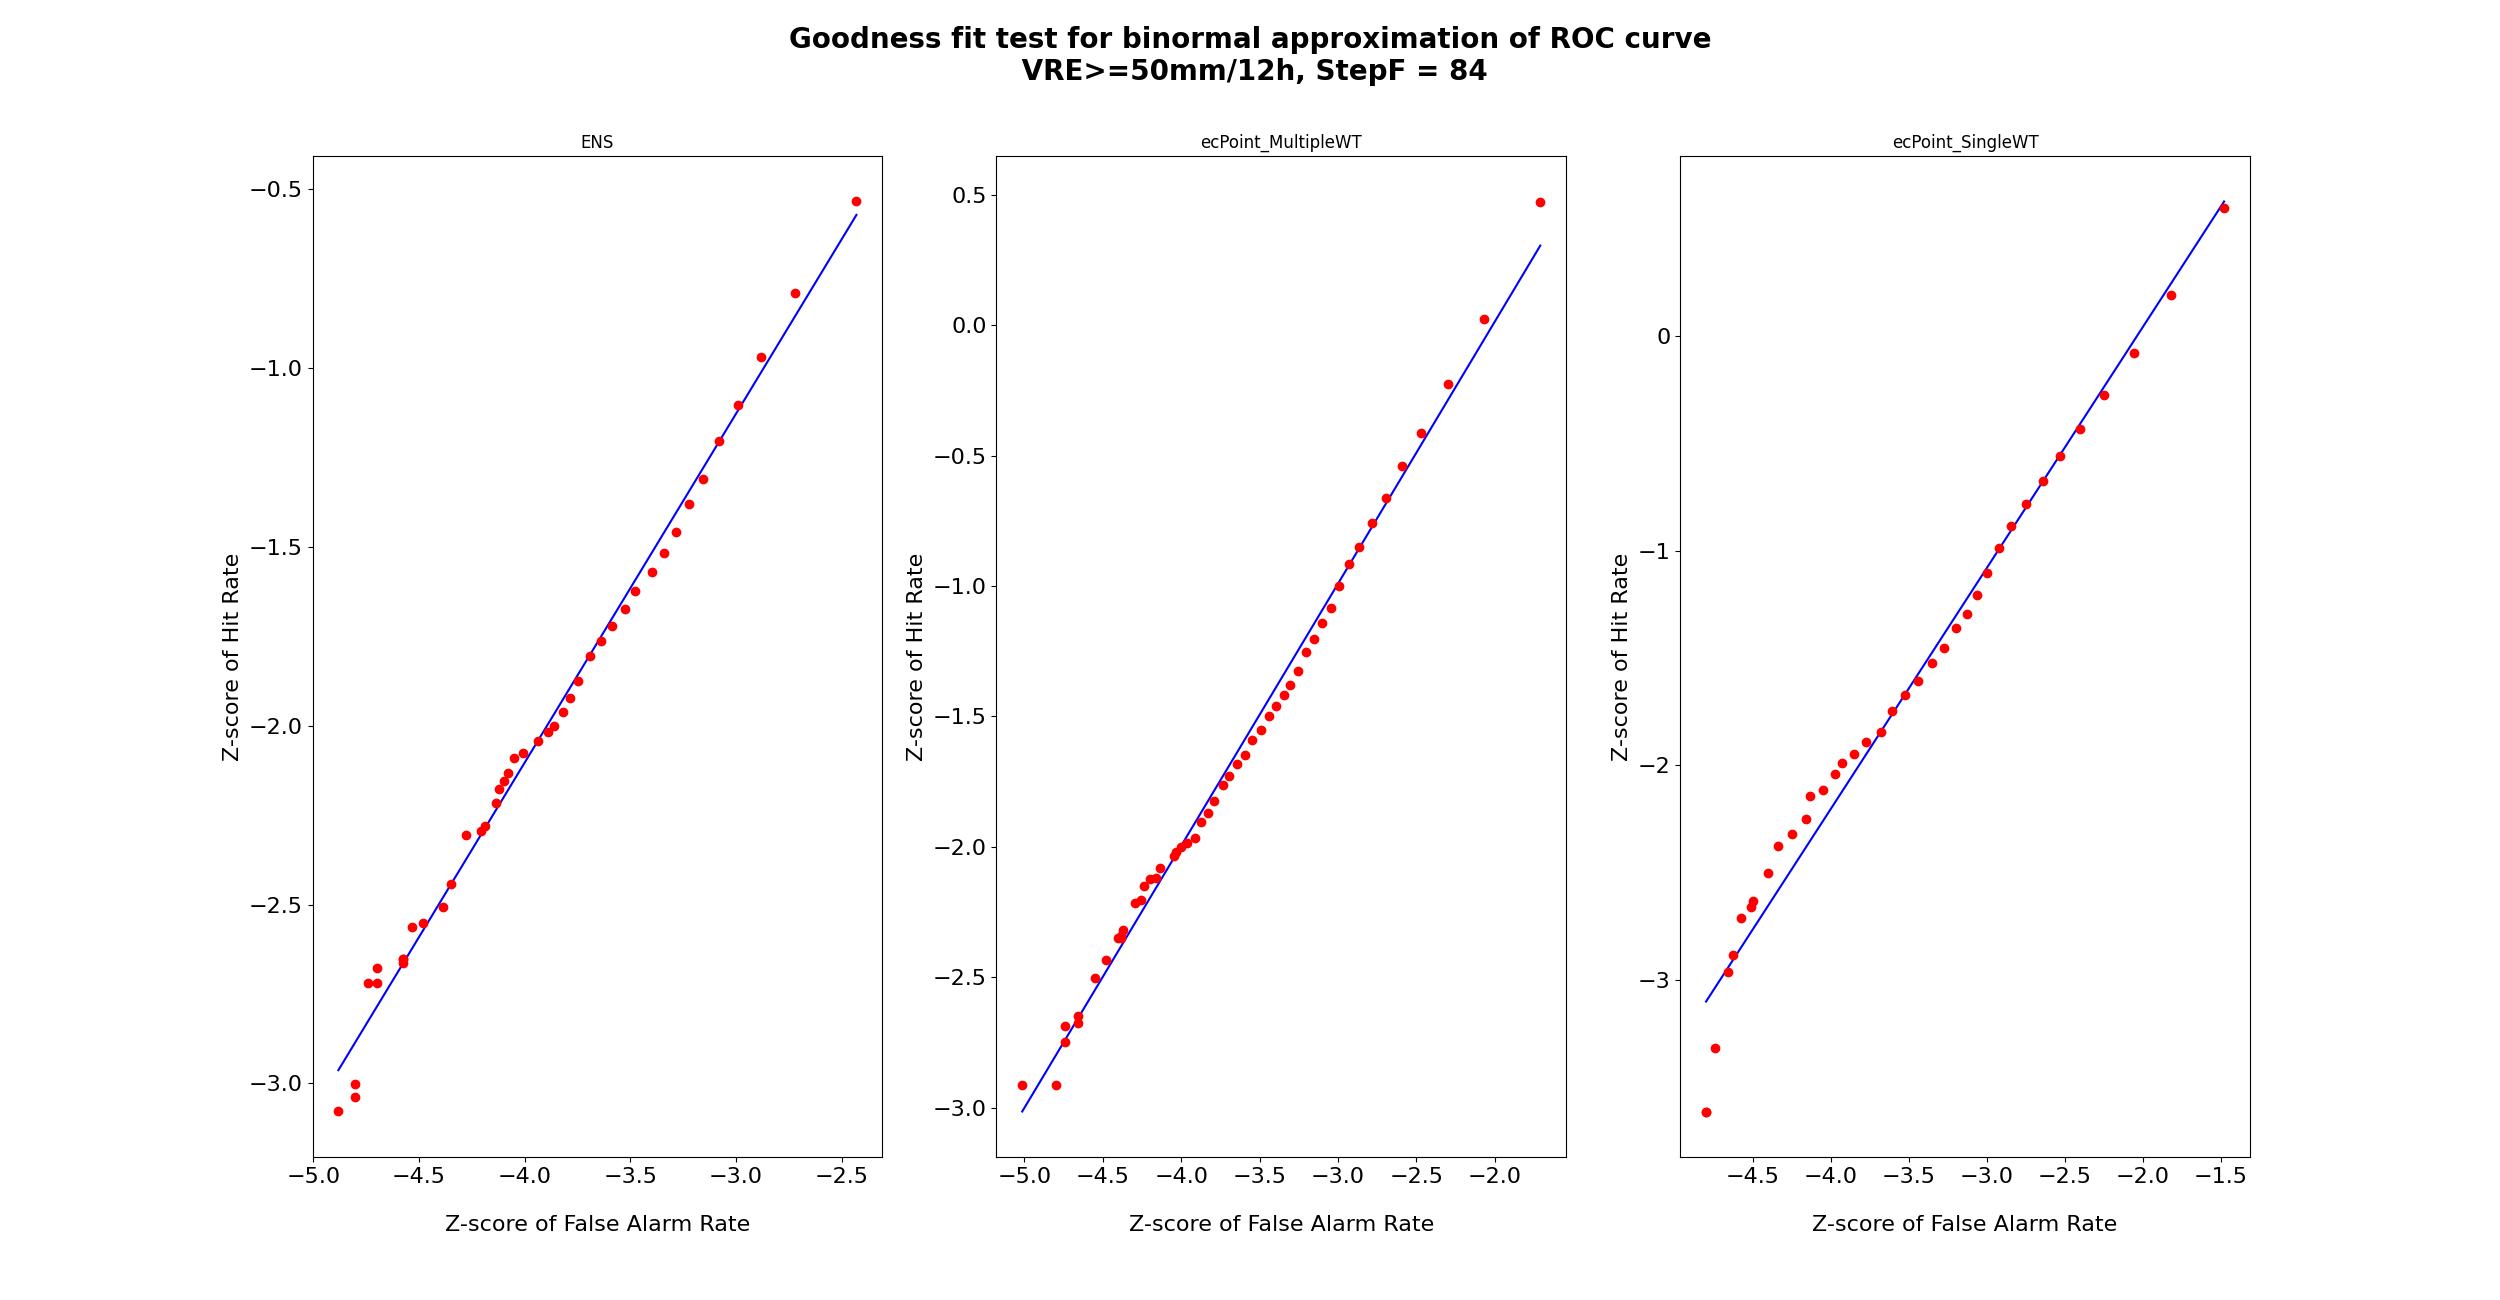 Goodness fit test for binormal approximation of ROC curve
VRE>=50mm/12h, StepF = 84
ENS
−0.5
−1.0
−1.5
−2.0
−2.5
−3.0
Z-score of Hit Rate
−5.0 −4.5 −4.0 −3.5 −3.0 −2.5
Z-score of False Alarm Rate
ecPoint_MultipleWT
0.5
0.0
−0.5
−1.0
−1.5
−2.0
−2.5
−3.0
Z-score of Hit Rate
−5.0 −4.5 −4.0 −3.5 −3.0 −2.5 −2.0
Z-score of False Alarm Rate
ecPoint_SingleWT
0
−1
−2
−3
Z-score of Hit Rate
−4.5 −4.0 −3.5 −3.0 −2.5 −2.0 −1.5
Z-score of False Alarm Rate